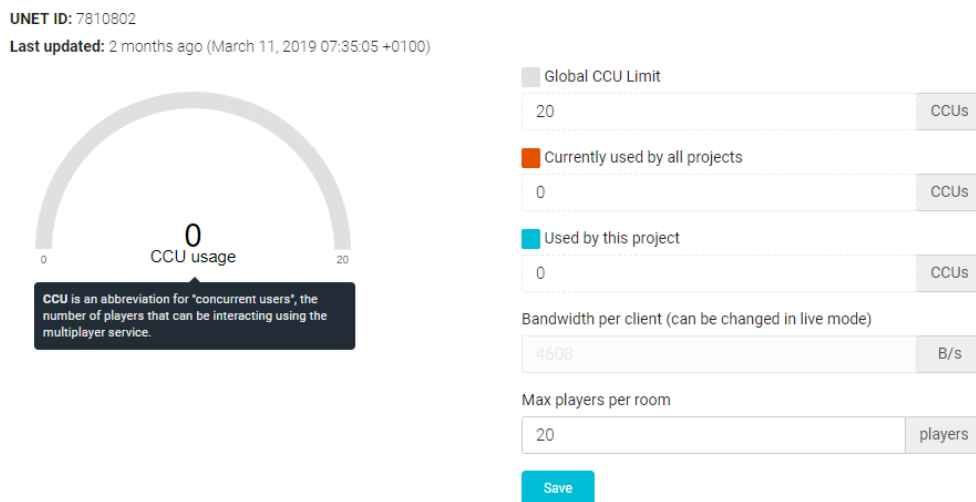 UNET ID: 7810802
Last updated: 2 months ago (March 11, 2019 07:35:05 +0100)
0
CCU usage
0
20
CCU is an abbreviation for "concurrent users", the
number of players that can be interacting using the
multiplayer service.
Global CCU Limit
20 CCUs
Currently used by all projects
0 CCUs
Used by this project
0 CCUs
Bandwidth per client (can be changed in live mode)
4608 B/s
Max players per room
20 players
Save